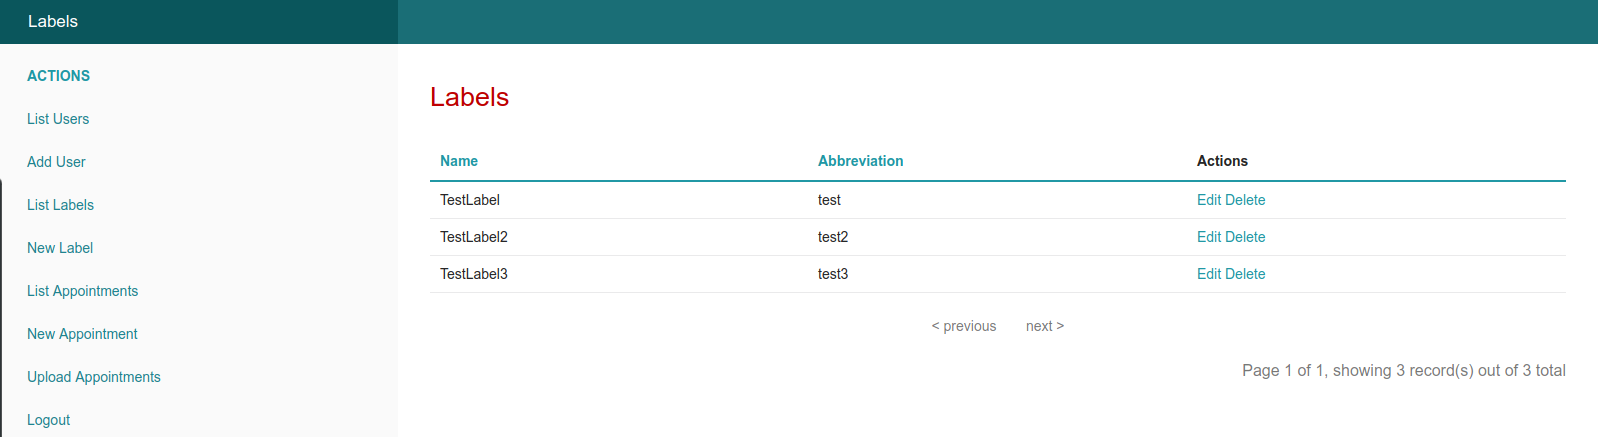 Labels
ACTIONS
List Users
Add User
List Labels
New Label
List Appointments
New Appointment
Upload Appointments
Logout
Labels
Name Abbreviation Actions
TestLabel test Edit Delete
TestLabel2 test2 Edit Delete
TestLabel3 test3 Edit Delete
< previous next >
Page 1 of 1, showing 3 record(s) out of 3 total